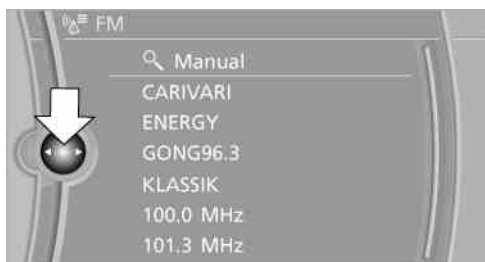 FM
Manual
CARIVARI
ENERGY
GONG96.3
KLASSIK
100.0 MHz
101.3 MHz